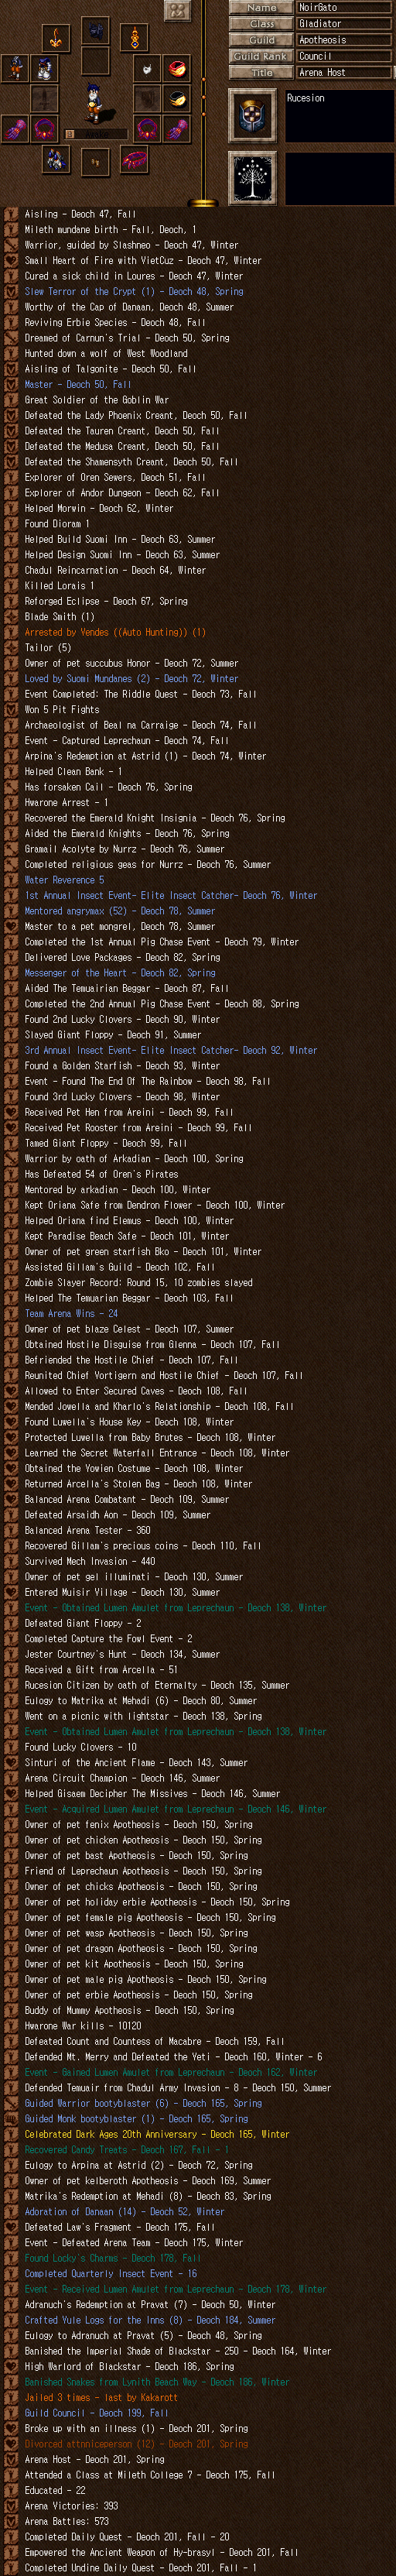 Name NoirGato
Class Gladiator
Guild Apotheosis
Guild Rank Council
Title Arena Host
Rucesion
Aisling - Deoch 47, Fall
Mileth mundane birth - Fall, Deoch, 1
Warrior, guided by Slashneo - Deoch 47, Winter
Small Heart of Fire with VietCuz - Deoch 47, Winter
Cured a sick child in Loures - Deoch 47, Winter
Slew Terror of the Crypt (1) - Deoch 48, Spring
Worthy of the Cap of Danaan, Deoch 48, Summer
Reviving Erbie Species - Deoch 48, Fall
Dreamed of Carnun's Trial - Deoch 50, Spring
Hunted down a wolf of West Woodland
Aisling of Talgonite - Deoch 50, Fall
Master - Deoch 50, Fall
Great Soldier of the Goblin War
Defeated the Lady Phoenix Creant, Deoch 50, Fall
Defeated the Tauren Creant, Deoch 50, Fall
Defeated the Medusa Creant, Deoch 50, Fall
Defeated the Shamensyth Creant, Deoch 50, Fall
Explorer of Oren Sewers, Deoch 51, Fall
Explorer of Andor Dungeon - Deoch 62, Fall
Helped Morwin - Deoch 62, Winter
Found Dioram 1
Helped Build Suomi Inn - Deoch 63, Summer
Helped Design Suomi Inn - Deoch 63, Summer
Chadul Reincarnation - Deoch 64, Winter
Killed Lorais 1
Reforged Eclipse - Deoch 67, Spring
Blade Smith (1)
Arrested by Vendes ((Auto Hunting)) (1)
Tailor (5)
Owner of pet succubus Honor - Deoch 72, Summer
Loved by Suomi Mundanes (2) - Deoch 72, Winter
Event Completed: The Riddle Quest - Deoch 73, Fall
Won 5 Pit Fights
Archaeologist of Beal na Carraige - Deoch 74, Fall
Event - Captured Leprechaun - Deoch 74, Fall
Arpina's Redemption at Astrid (1) - Deoch 74, Winter
Helped Clean Bank - 1
Has forsaken Cail - Deoch 76, Spring
Hwarone Arrest - 1
Recovered the Emerald Knight Insignia - Deoch 76, Spring
Aided the Emerald Knights - Deoch 76, Spring
Gramail Acolyte by Nurrz - Deoch 76, Summer
Completed religious geas for Nurrz - Deoch 76, Summer
Water Reverence 5
1st Annual Insect Event- Elite Insect Catcher- Deoch 76, Winter
Mentored angrymax (52) - Deoch 78, Summer
Master to a pet mongrel, Deoch 78, Summer
Completed the 1st Annual Pig Chase Event - Deoch 79, Winter
Delivered Love Packages - Deoch 82, Spring
Messenger of the Heart - Deoch 82, Spring
Aided The Temuairian Beggar - Deoch 87, Fall
Completed the 2nd Annual Pig Chase Event - Deoch 88, Spring
Found 2nd Lucky Clovers - Deoch 90, Winter
Slayed Giant Floppy - Deoch 91, Summer
3rd Annual Insect Event- Elite Insect Catcher- Deoch 92, Winter
Found a Golden Starfish - Deoch 93, Winter
Event - Found The End Of The Rainbow - Deoch 98, Fall
Found 3rd Lucky Clovers - Deoch 98, Winter
Received Pet Hen from Areini - Deoch 99, Fall
Received Pet Rooster from Areini - Deoch 99, Fall
Tamed Giant Floppy - Deoch 99, Fall
Warrior by oath of Arkadian - Deoch 100, Spring
Has Defeated 54 of Oren's Pirates
Mentored by arkadian - Deoch 100, Winter
Kept Oriana Safe from Dendron Flower - Deoch 100, Winter
Helped Oriana find Elemus - Deoch 100, Winter
Kept Paradise Beach Safe - Deoch 101, Winter
Owner of pet green starfish Bko - Deoch 101, Winter
Assisted Gillam's Guild - Deoch 102, Fall
Zombie Slayer Record: Round 15, 10 zombies slayed
Helped The Temuarian Beggar - Deoch 103, Fall
Team Arena Wins - 24
Owner of pet blaze Celest - Deoch 107, Summer
Obtained Hostile Disguise from Glenna - Deoch 107, Fall
Befriended the Hostile Chief - Deoch 107, Fall
Reunited Chief Vortigern and Hostile Chief - Deoch 107, Fall
Allowed to Enter Secured Caves - Deoch 108, Fall
Mended Jowella and Kharlo's Relationship - Deoch 108, Fall
Found Luwella's House Key - Deoch 108, Winter
Protected Luvella from Baby Brutes - Deoch 108, Winter
Learned the Secret Waterfall Entrance - Deoch 108, Winter
Obtained the Yowien Costume - Deoch 108, Winter
Returned Arcella's Stolen Bag - Deoch 108, Winter
Balanced Arena Combatant - Deoch 109, Summer
Defeated Arsaidh Aon - Deoch 109, Summer
Balanced Arena Tester - 360
Recovered Gillam's precious coins - Deoch 110, Fall
Survived Mech Invasion - 440
Owner of pet gel illuminati - Deoch 130, Summer
Entered Muisir Village - Deoch 130, Summer
Event - Obtained Lumen Amulet from Leprechaun - Deoch 138, Winter
Defeated Giant Floppy - 2
Completed Capture the Fowl Event - 2
Jester Courtney's Hunt - Deoch 134, Summer
Received a Gift from Arcella - 51
Rucesion Citizen by oath of Eternalty - Deoch 135, Summer
Eulogy to Matrika at Mehadi (6) - Deoch 80, Summer
Went on a picnic with lightstar - Deoch 138, Spring
Event - Obtained Lumen Amulet from Leprechaun - Deoch 138, Winter
Found Lucky Clovers - 10
Sinturi of the Ancient Flame - Deoch 143, Summer
Arena Circuit Champion - Deoch 146, Summer
Helped Gisaem Decipher The Missives - Deoch 146, Summer
Event - Acquired Lumen Amulet from Leprechaun - Deoch 146, Winter
Owner of pet fenix Apotheosis - Deoch 150, Spring
Owner of pet chicken Apotheosis - Deoch 150, Spring
Owner of pet bast Apotheosis - Deoch 150, Spring
Friend of Leprechaun Apotheosis - Deoch 150, Spring
Owner of pet chicks Apotheosis - Deoch 150, Spring
Owner of pet holiday erbie Apotheosis - Deoch 150, Spring
Owner of pet female pig Apotheosis - Deoch 150, Spring
Owner of pet wasp Apotheosis - Deoch 150, Spring
Owner of pet dragon Apotheosis - Deoch 150, Spring
Owner of pet kit Apotheosis - Deoch 150, Spring
Owner of pet male pig Apotheosis - Deoch 150, Spring
Owner of pet erbie Apotheosis - Deoch 150, Spring
Buddy of Mummy Apotheosis - Deoch 150, Spring
Hwarone War kills - 10120
Defeated Count and Countess of Macabre - Deoch 159, Fall
Defended Mt. Merry and Defeated the Yeti - Deoch 160, Winter - 6
Event - Gained Lumen Amulet from Leprechaun - Deoch 162, Winter
Defended Temuair from Chadul Army Invasion - 8 - Deoch 150, Summer
Guided Warrior bootyblaster (6) - Deoch 165, Spring
Guided Monk bootyblaster (1) - Deoch 165, Spring
Celebrated Dark Ages 20th Anniversary - Deoch 165, Winter
Recovered Candy Treats - Deoch 167, Fall - 1
Eulogy to Arpina at Astrid (2) - Deoch 72, Spring
Owner of pet kelberoth Apotheosis - Deoch 169, Summer
Matrika's Redemption at Mehadi (8) - Deoch 83, Spring
Adoration of Danaan (14) - Deoch 52, Winter
Defeated Law's Fragment - Deoch 175, Fall
Event - Defeated Arena Team - Deoch 175, Winter
Found Locky's Charms - Deoch 178, Fall
Completed Quarterly Insect Event - 16
Event - Received Lumen Amulet from Leprechaun - Deoch 178, Winter
Adranuch's Redemption at Pravat (7) - Deoch 50, Winter
Crafted Yule Logs for the Inns (8) - Deoch 184, Summer
Eulogy to Adranuch at Pravat (5) - Deoch 48, Spring
Banished the Imperial Shade of Blackstar - 250 - Deoch 164, Winter
High Warlord of Blackstar - Deoch 186, Spring
Banished Snakes from Lynith Beach Way - Deoch 186, Winter
Jailed 3 times - last by Kakarott
Guild Council - Deoch 199, Fall
Broke up with an illness (1) - Deoch 201, Spring
Divorced attnniceperson (12) - Deoch 201, Spring
Arena Host - Deoch 201, Spring
Attended a Class at Mileth College 7 - Deoch 175, Fall
Educated - 22
Arena Victories: 393
Arena Battles: 573
Completed Daily Quest - Deoch 201, Fall - 20
Empowered the Ancient Weapon of Hy-brasyl - Deoch 201, Fall
Completed Undine Daily Quest - Deoch 201, Fall - 1